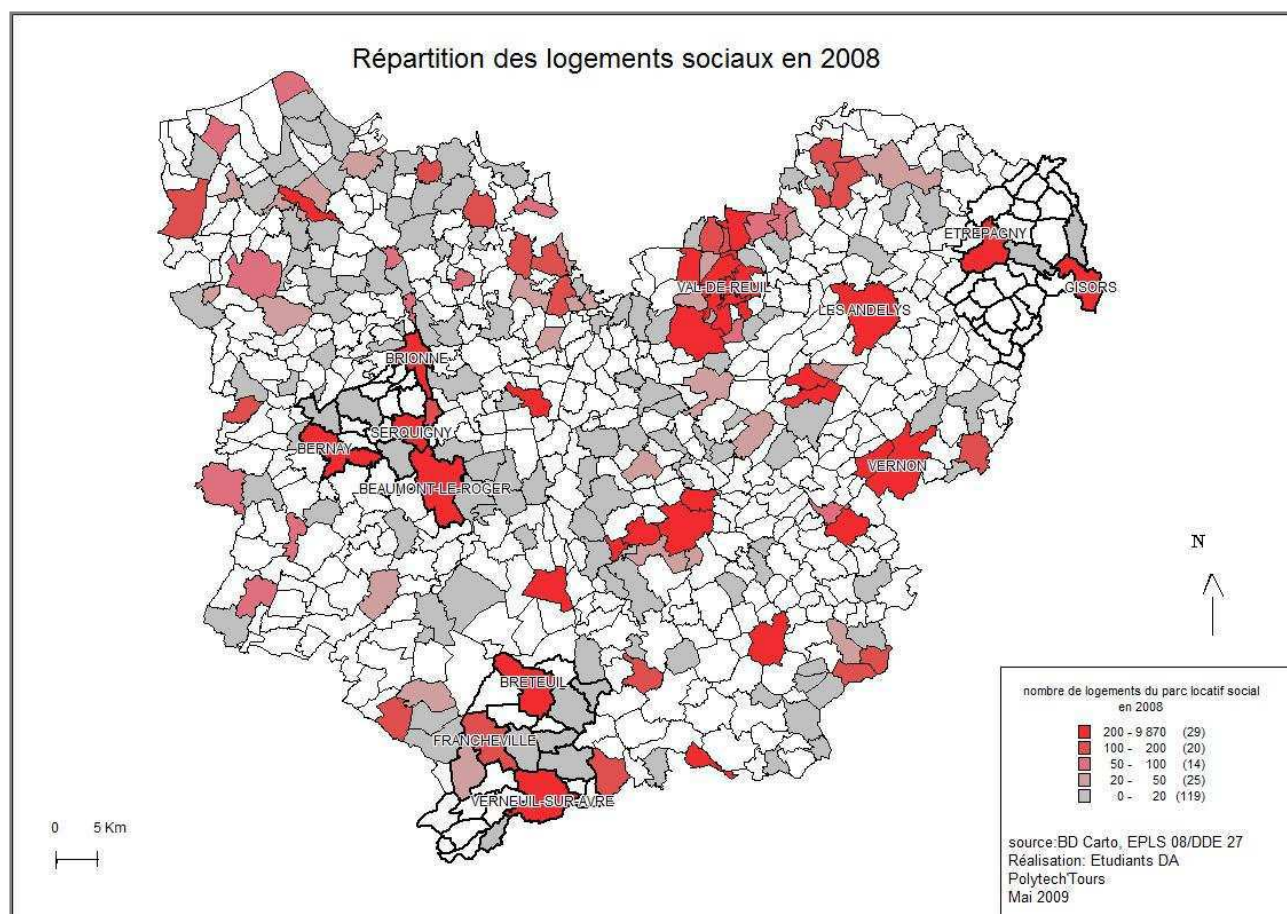 Répartition des logements sociaux en 2008
ETREPAGNY
GISORS
VAL-DE-REUIL
LES ANDELYS
BRIONNE
SERQUIGNY
BERNAY
VERNON
BEAUMONT-LE-ROGER
N
BRETEUIL
FRANCHEVILLE
VERNEUIL-SUR-AVRE
0 5 Km
nombre de logements du parc locatif social
en 2008
200 - 9 870 (29)
100 - 200 (20)
50 - 100 (14)
20 - 50 (25)
0 - 20 (119)
source:BD Carto, EPLS 08/DDE 27
Réalisation: Etudiants DA
Polytech'Tours
Mai 2009